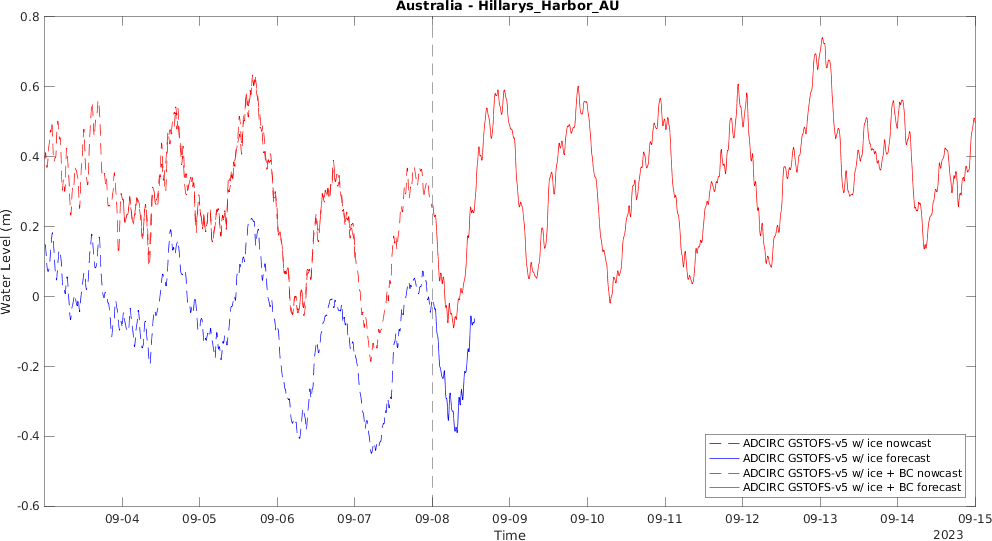 Australia - Hillarys_Harbor_AU
0.8
0.6
0.4
0.2
0
-0.2
-0.4
-0.6
Water Level (m)
ADCIRC GSTOFS-v5 w/ ice nowcast
ADCIRC GSTOFS-v5 w/ ice forecast
ADCIRC GSTOFS-v5 w/ ice + BC nowcast
ADCIRC GSTOFS-v5 w/ ice + BC forecast
09-04 09-05 09-06 09-07 09-08 09-09 09-10 09-11 09-12 09-13 09-14 09-15
Time
2023